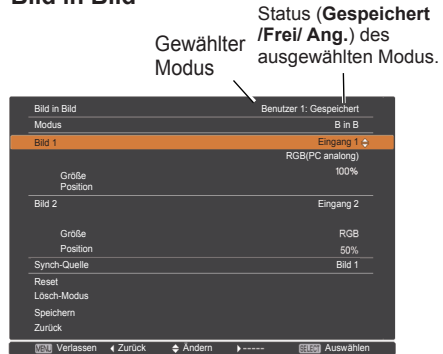 Bild in Bild
Status (Gespeichert
/Frei/ Ang.) des
ausgewählten Modus.
Gewählter
Modus
Bild in Bild Benutzer 1: Gespeichert
Modus B in B
Bild 1 Eingang 1
RGB(PC analong)
Größe 100%
Position
Bild 2 Eingang 2
Größe RGB
Position 50%
Synch-Quelle Bild 1
Reset
Lösch-Modus
Speichern
Zurück
MENU Verlassen Zurück Ändern ----- SELECT Auswählen